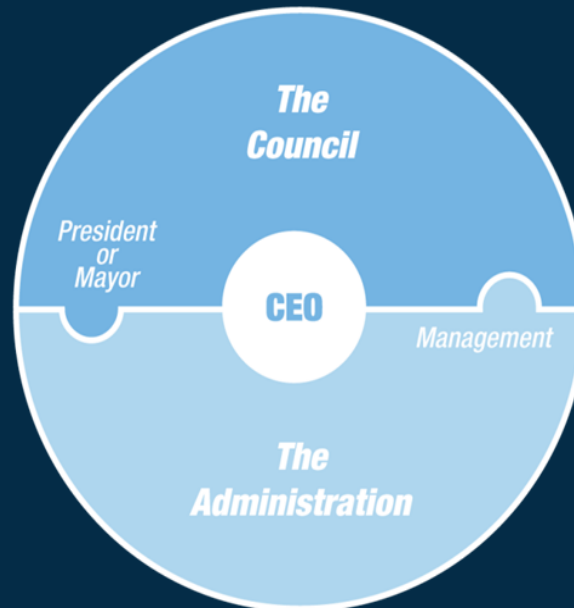 The
Council
President
or
Mayor
CEO
Management
The
Administration